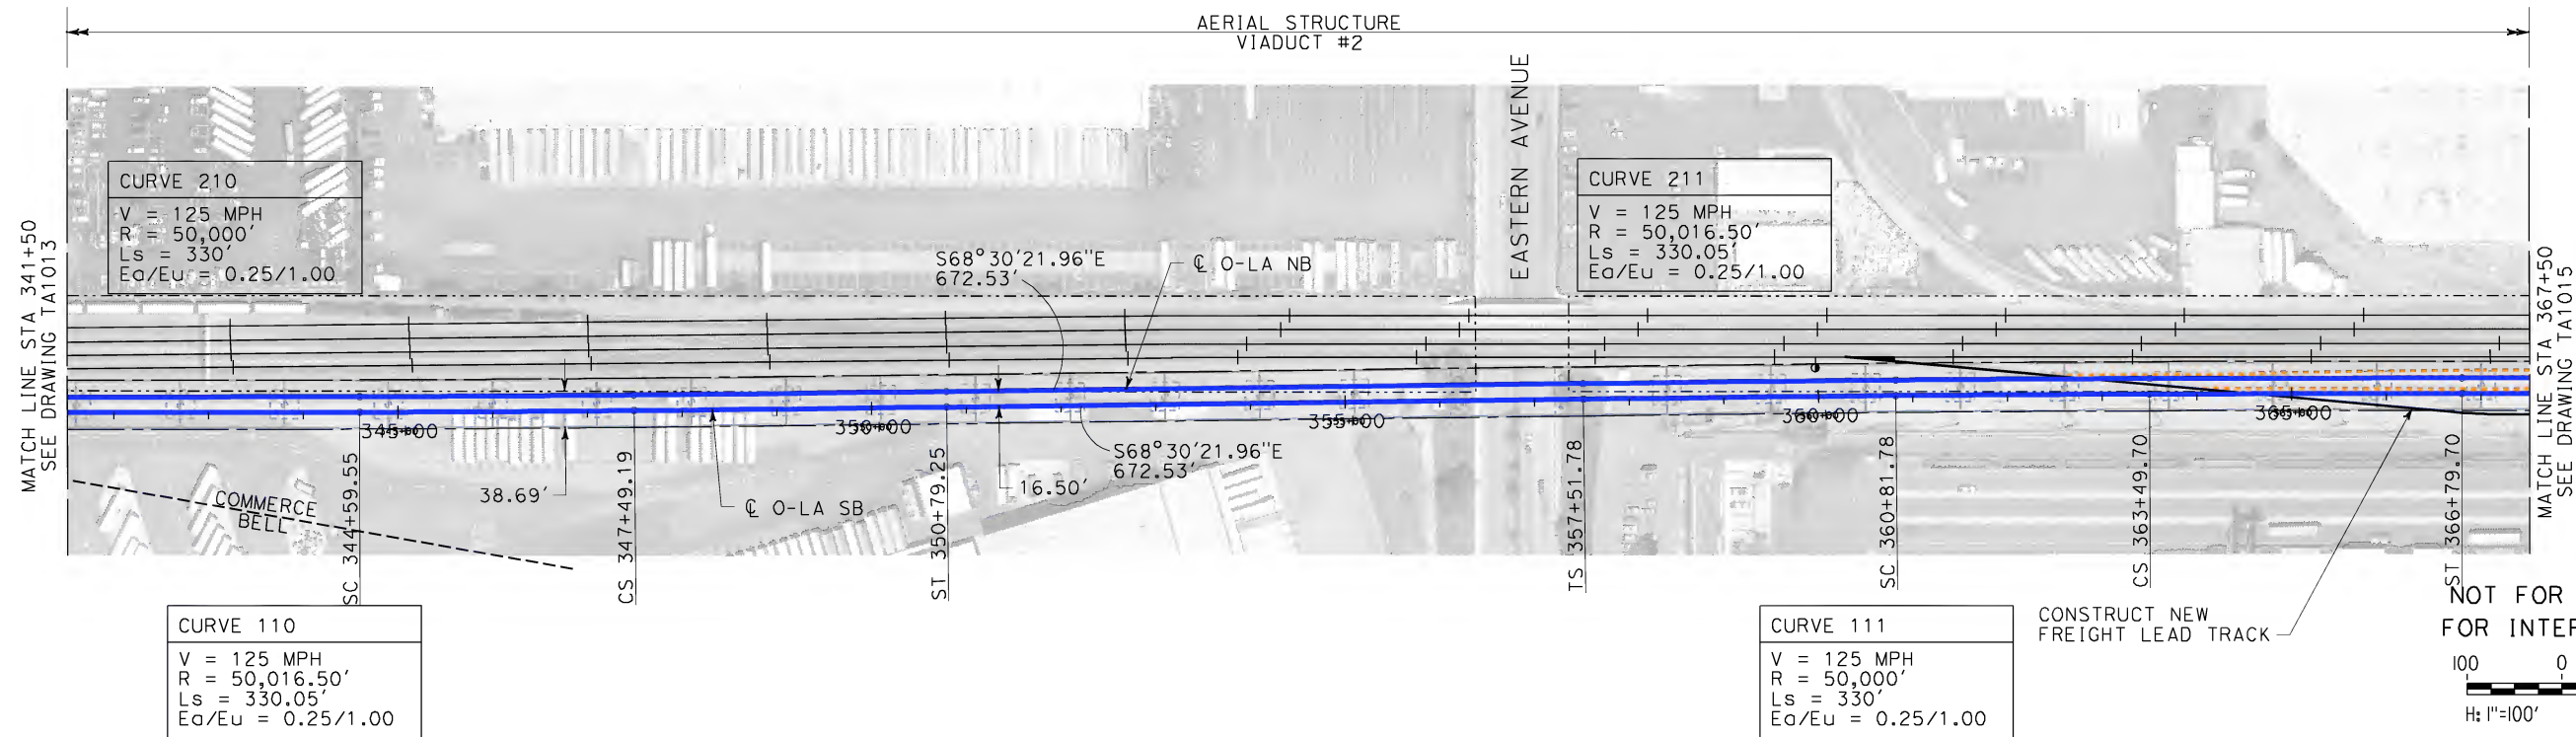 AERIAL STRUCTURE
VIADUCT #2
MATCH LINE STA 341+50
SEE DRAWING TA1013
CURVE 210
V = 125 MPH
R = 50,000'
Ls = 330'
Ea/Eu = 0.25/1.00
S68°30'21.96"E
672.53'
℄ O-LA NB
EASTERN AVENUE
CURVE 211
V = 125 MPH
R = 50,016.50'
Ls = 330.05'
Ea/Eu = 0.25/1.00
MATCH LINE STA 367+50
SEE DRAWING TA1015
345+00
350+00
355+00
360+00
365+00
COMMERCE
BELL
SC 344+59.55
38.69'
CS 347+49.19
℄ O-LA SB
ST 350+79.25
16.50'
S68°30'21.96"E
672.53'
TS 357+51.78
SC 360+81.78
CS 363+49.70
ST 366+79.70
CURVE 110
V = 125 MPH
R = 50,016.50'
Ls = 330.05'
Ea/Eu = 0.25/1.00
CURVE 111
V = 125 MPH
R = 50,000'
Ls = 330'
Ea/Eu = 0.25/1.00
CONSTRUCT NEW
FREIGHT LEAD TRACK
NOT FOR
FOR INTER
100 0
H: 1"=100'